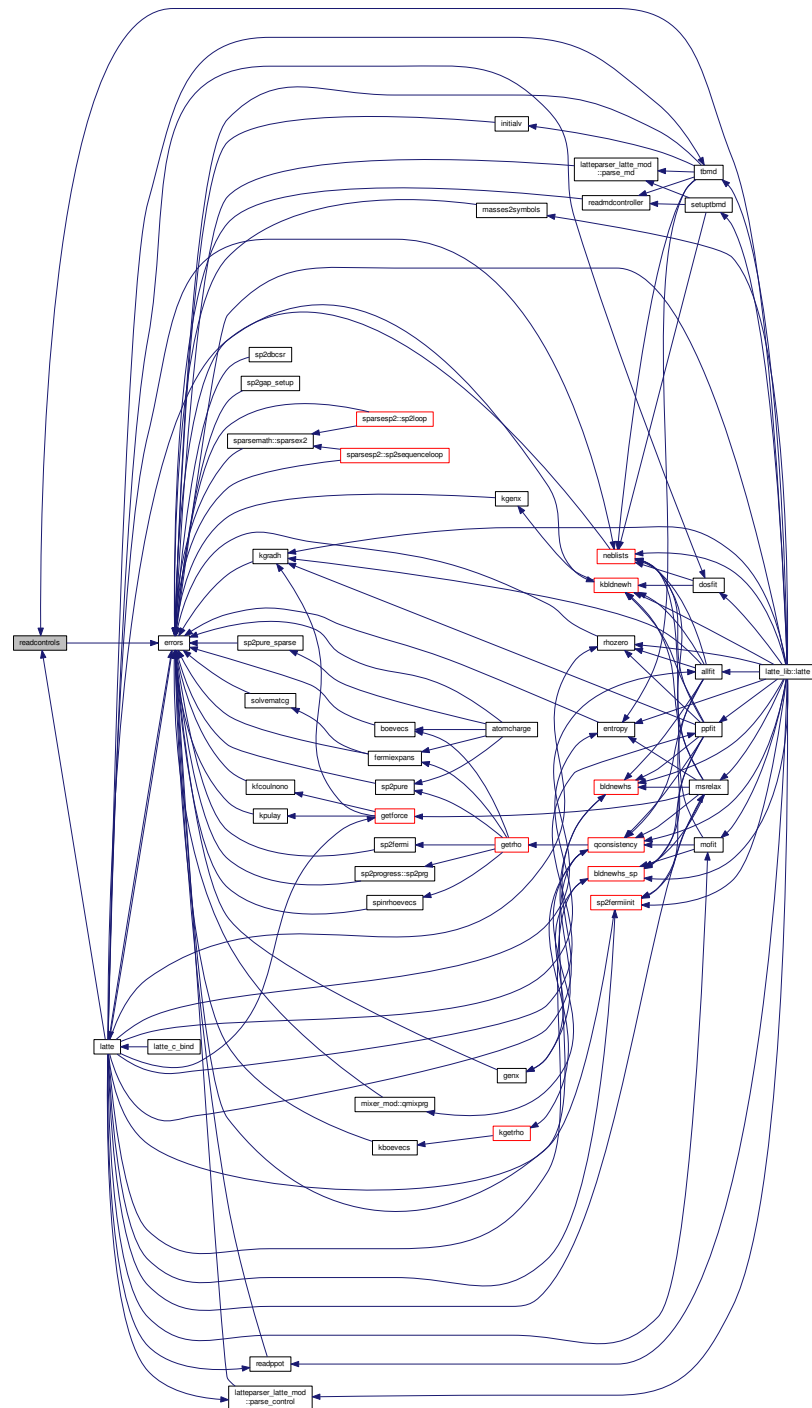 initialv
latteparser_latte_mod
::parse_md
tbmd
readmdcontroller
setuptbmd
masses2symbols
sp2dbcsr
sp2gap_setup
sparsesp2::sp2loop
sparsemath::sparsex2
sparsesp2::sp2sequenceloop
kgenx
kgradh
neblists
kbldnewh
dosfit
readcontrols
errors
sp2pure_sparse
rhozero
allfit
latte_lib::latte
solvematcg
boevecs
atomcharge
entropy
ppfit
fermiexpans
kfcoulnono
sp2pure
bldnewhs
msrelax
kpulay
getforce
sp2fermi
getrho
qconsistency
mofit
sp2progress::sp2prg
bldnewhs_sp
spinrhoevecs
sp2fermiinit
latte
latte_c_bind
genx
mixer_mod::qmixprg
kgetrho
kboevecs
readppot
latteparser_latte_mod
::parse_control